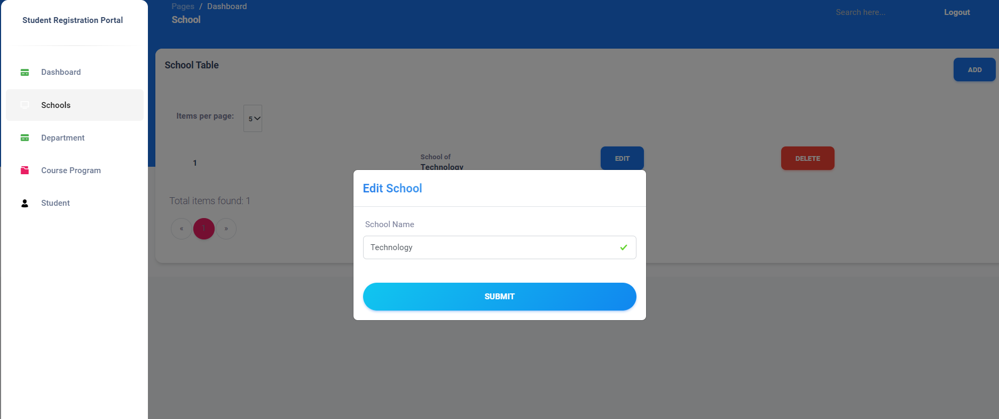 Student Registration Portal
Dashboard
Schools
Department
Course Program
Student
Pages / Dashboard
School
Search here...
Logout
School Table
ADD
Items per page:
5
1
School of
Technology
EDIT
DELETE
Total items found: 1
« 1 »
Edit School
School Name
Technology
SUBMIT